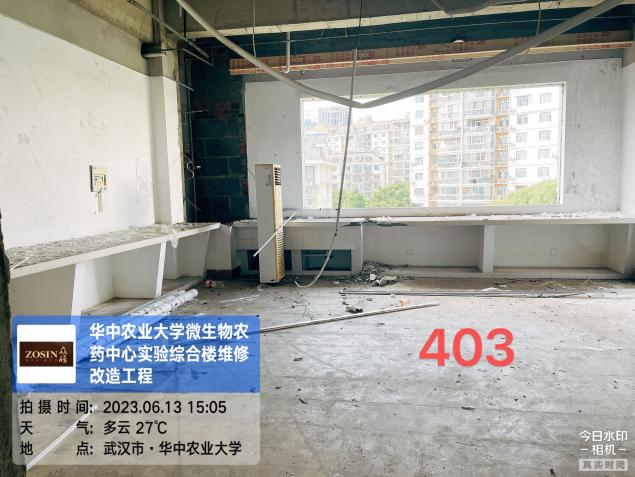 403
ZOSIN 众信
华中农业大学微生物农
药中心实验综合楼维修
改造工程
拍摄时间: 2023.06.13 15:05
天气: 多云 27℃
地点: 武汉市·华中农业大学
今日水印
-相机-
真实时间